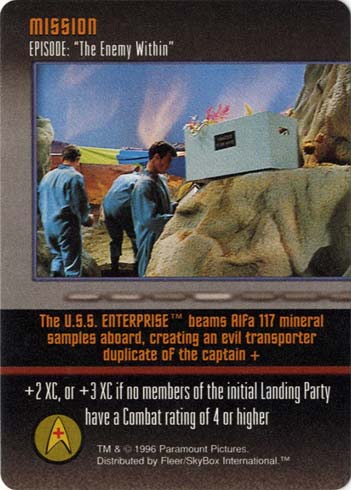 MISSION
EPISODE: "The Enemy Within"
The U.S.S. ENTERPRISE™ beams Alfa 117 mineral
samples aboard, creating an evil transporter
duplicate of the captain +
+2 XC, or +3 XC if no members of the initial Landing Party
have a Combat rating of 4 or higher
TM & © 1996 Paramount Pictures.
Distributed by Fleer/SkyBox International.™